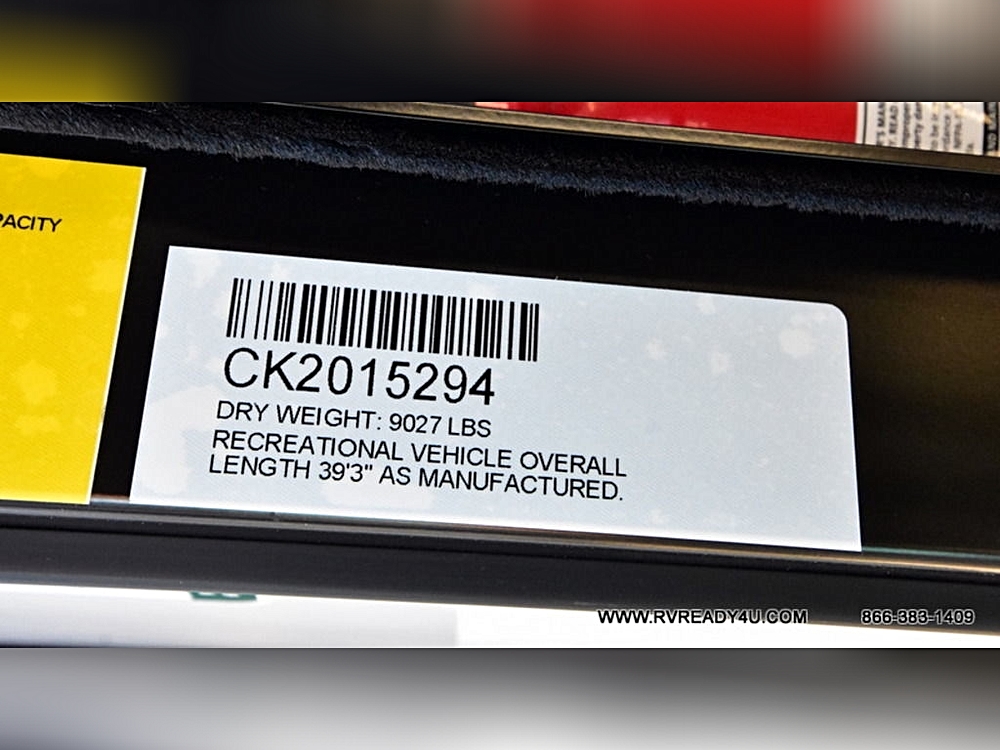 PACITY
CK2015294
DRY WEIGHT: 9027 LBS
RECREATIONAL VEHICLE OVERALL
LENGTH 39'3" AS MANUFACTURED.
WWW.RVREADY4U.COM 866-383-1409